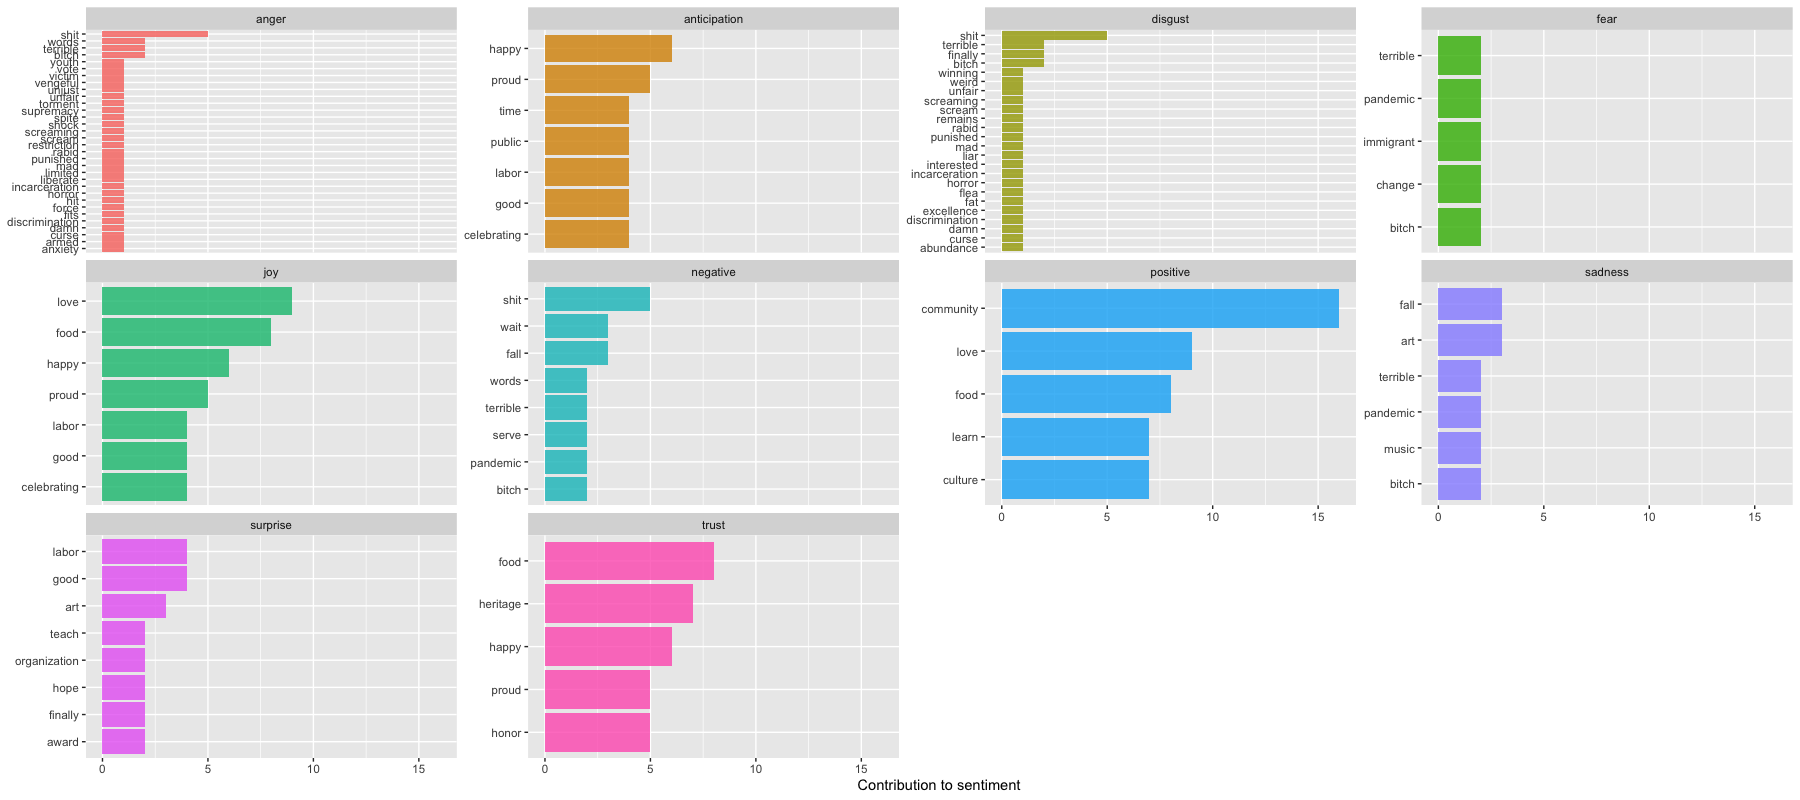 anger
shit
words
terrible
bitch
youth
vote
victim
vengeful
unjust
unfair
torment
supremacy
spite
shock
screaming
scream
restriction
rabid
punished
mad
limited
liberate
incarceration
horror
hit
force
fits
discrimination
damn
curse
armed
anxiety
anticipation
happy
proud
time
public
labor
good
celebrating
disgust
shit
terrible
finally
bitch
winning
weird
unfair
screaming
scream
remains
rabid
punished
mad
liar
interested
incarceration
horror
flea
fat
excellence
discrimination
damn
curse
abundance
fear
terrible
pandemic
immigrant
change
bitch
joy
love
food
happy
proud
labor
good
celebrating
negative
shit
wait
fall
words
terrible
serve
pandemic
bitch
positive
community
love
food
learn
culture
0 5 10 15
sadness
fall
art
terrible
pandemic
music
bitch
0 5 10 15
surprise
labor
good
art
teach
organization
hope
finally
award
0 5 10 15
trust
food
heritage
happy
proud
honor
0 5 10 15
Contribution to sentiment